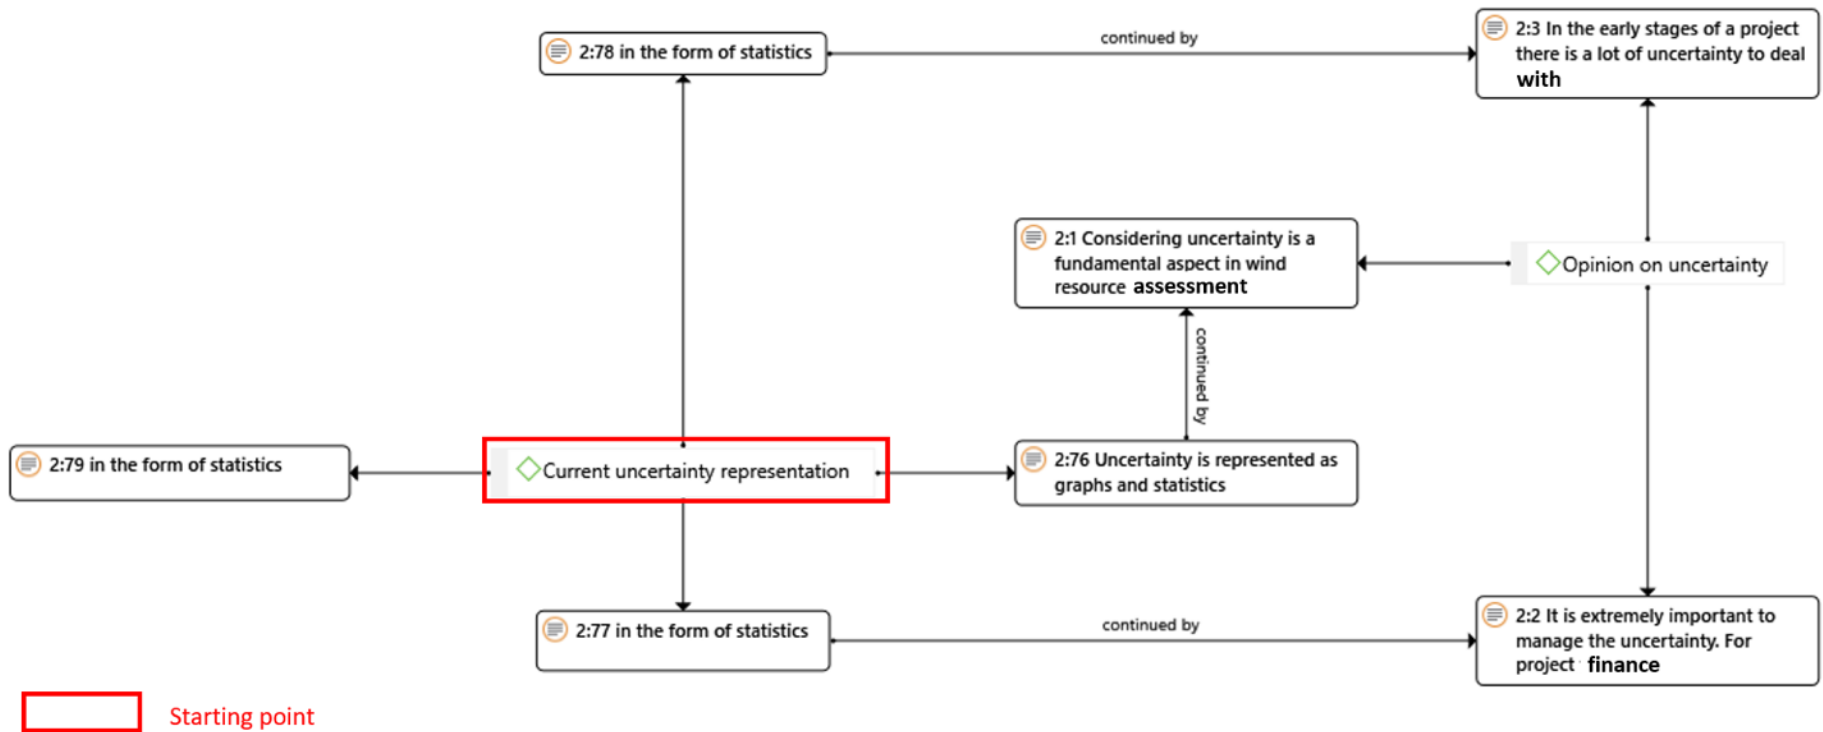 2:78 in the form of statistics
continued by
2:3 In the early stages of a project
there is a lot of uncertainty to deal
with
2:1 Considering uncertainty is a
fundamental aspect in wind
resource assessment
Opinion on uncertainty
continued by
2:79 in the form of statistics
Current uncertainty representation
2:76 Uncertainty is represented as
graphs and statistics
2:77 in the form of statistics
continued by
2:2 It is extremely important to
manage the uncertainty. For
project finance
Starting point